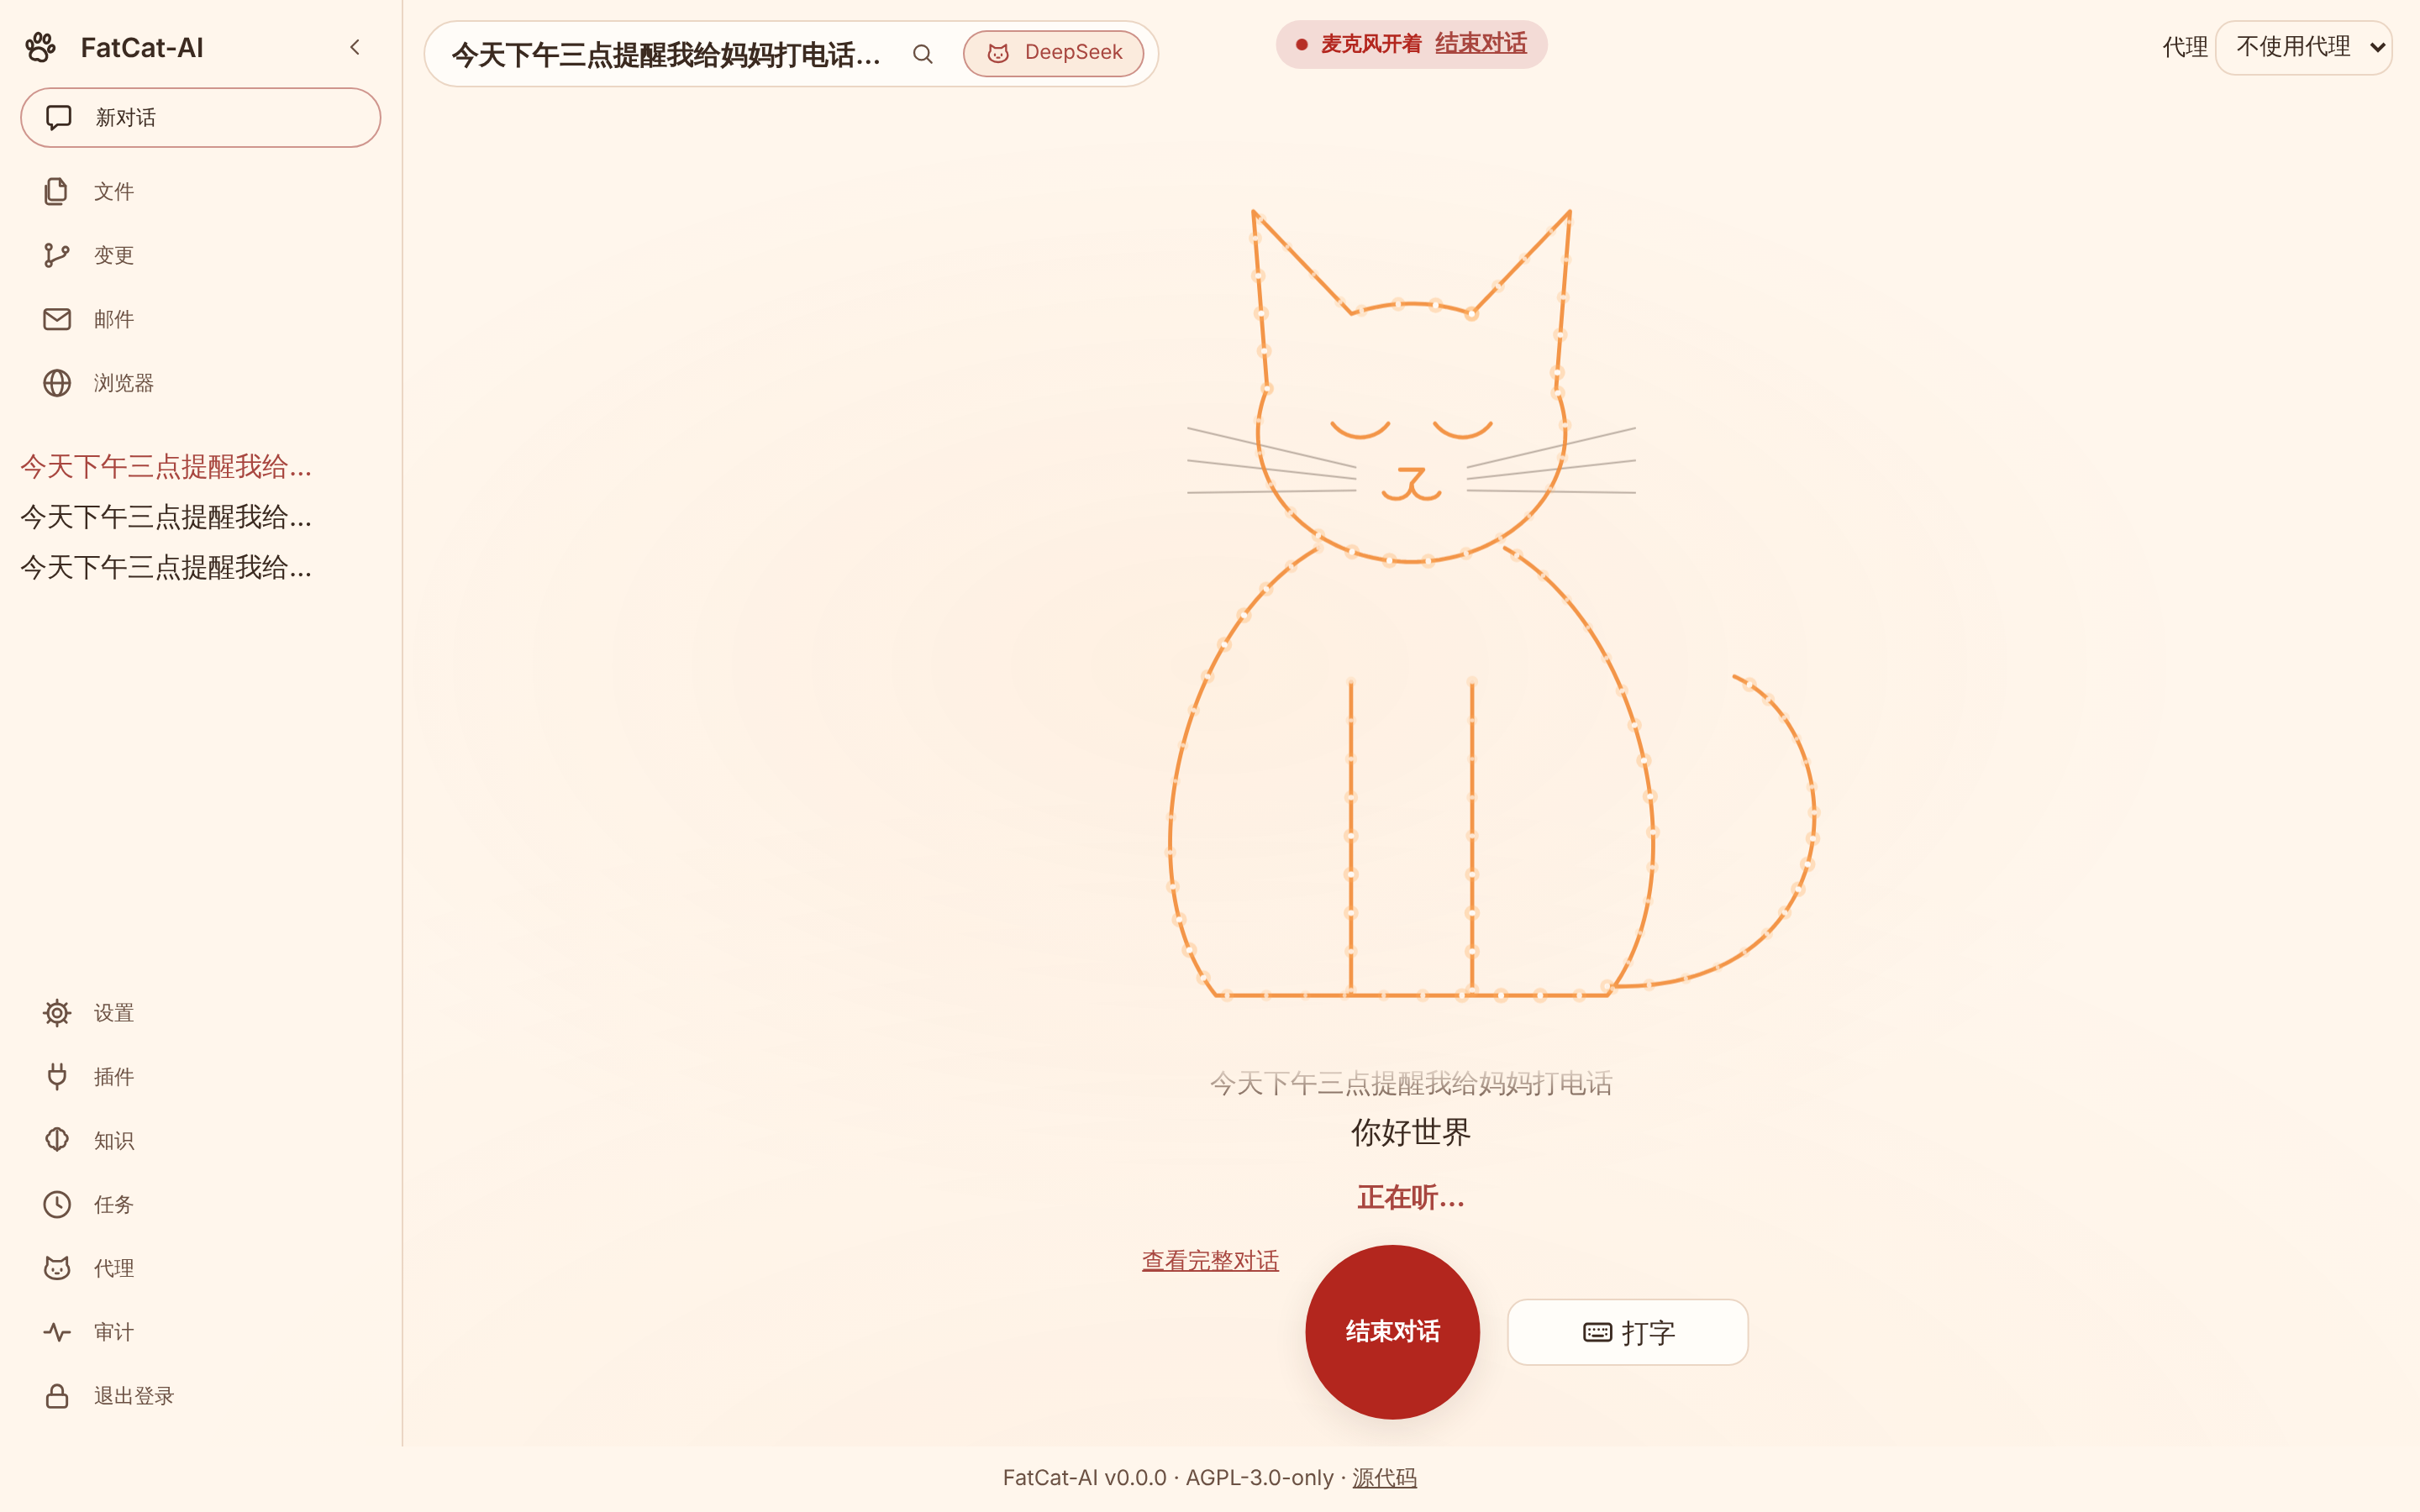 FatCat-AI
新对话
文件
变更
邮件
浏览器
今天下午三点提醒我给...
今天下午三点提醒我给...
今天下午三点提醒我给...
设置
插件
知识
任务
代理
审计
退出登录
今天下午三点提醒我给妈妈打电话...
DeepSeek
麦克风开着 结束对话
代理 不使用代理
今天下午三点提醒我给妈妈打电话
你好世界
正在听...
查看完整对话
结束对话
打字
FatCat-AI v0.0.0 · AGPL-3.0-only · 源代码